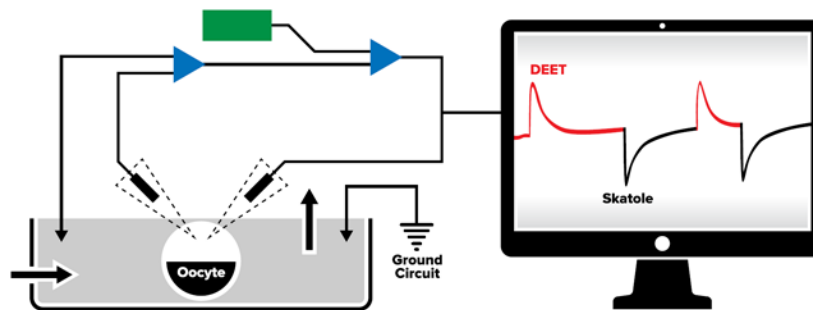 DEET
Skatole
Oocyte
Ground
Circuit